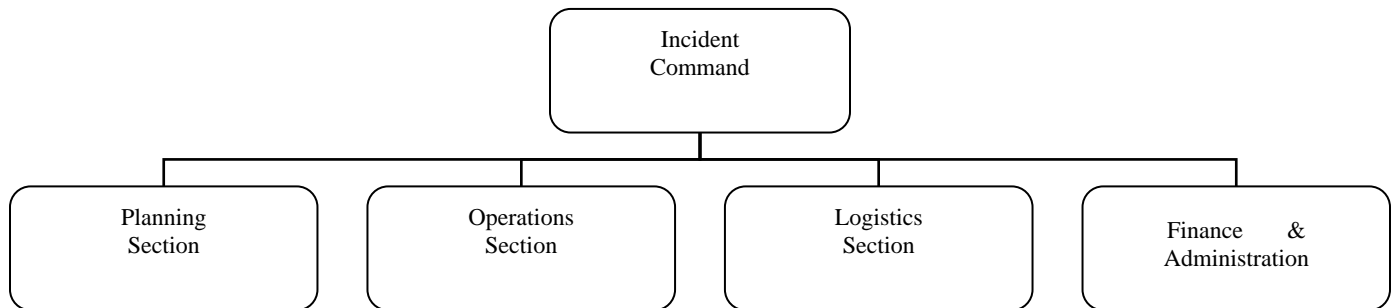 Incident
Command
Planning
Section
Operations
Section
Logistics
Section
Finance &
Administration